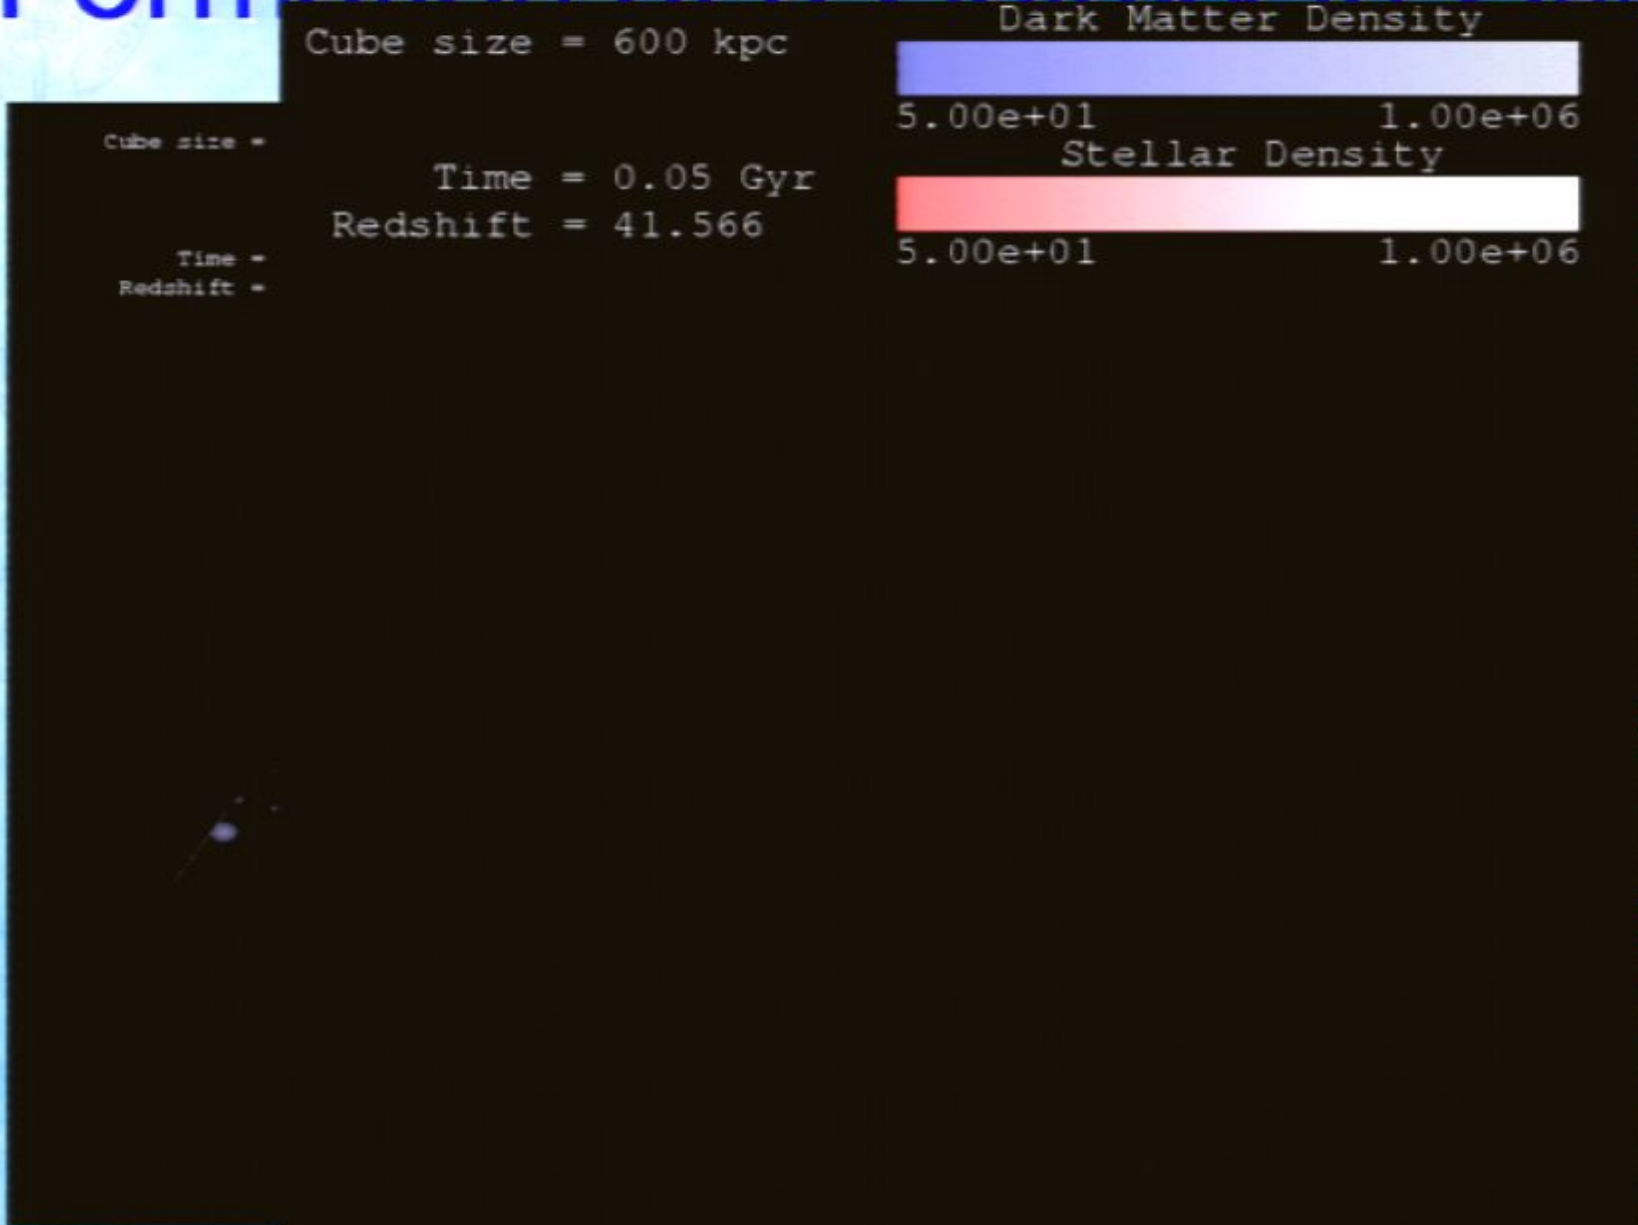 Cube size = 600 kpc
Dark Matter Density
5.00e+01 1.00e+06
Stellar Density
5.00e+01 1.00e+06
Time = 0.05 Gyr
Redshift = 41.566
Cube size =
Time =
Redshift =